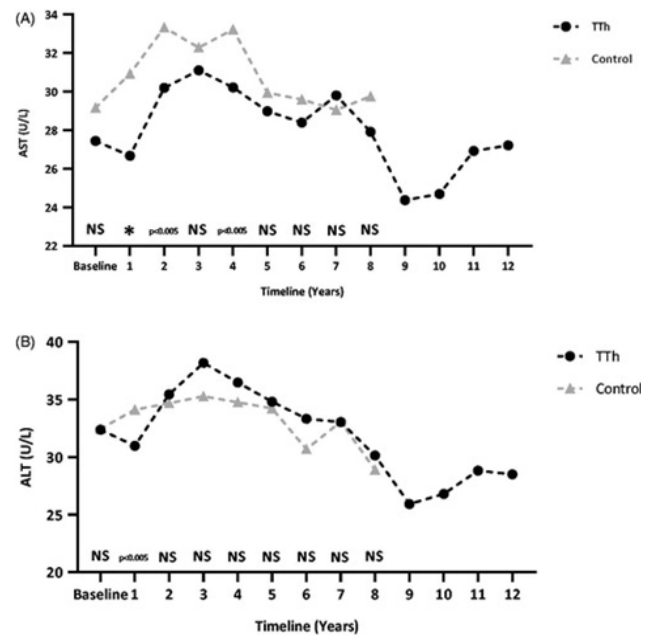 (A)
34
32
30
28
26
24
22
AST (U/L)
NS * p<0.005 NS p<0.005 NS NS NS NS
Baseline 1 2 3 4 5 6 7 8 9 10 11 12
Timeline (Years)
TTh
Control
(B)
40
35
30
25
20
ALT (U/L)
NS p<0.005 NS NS NS NS NS NS NS
Baseline 1 2 3 4 5 6 7 8 9 10 11 12
Timeline (Years)
TTh
Control